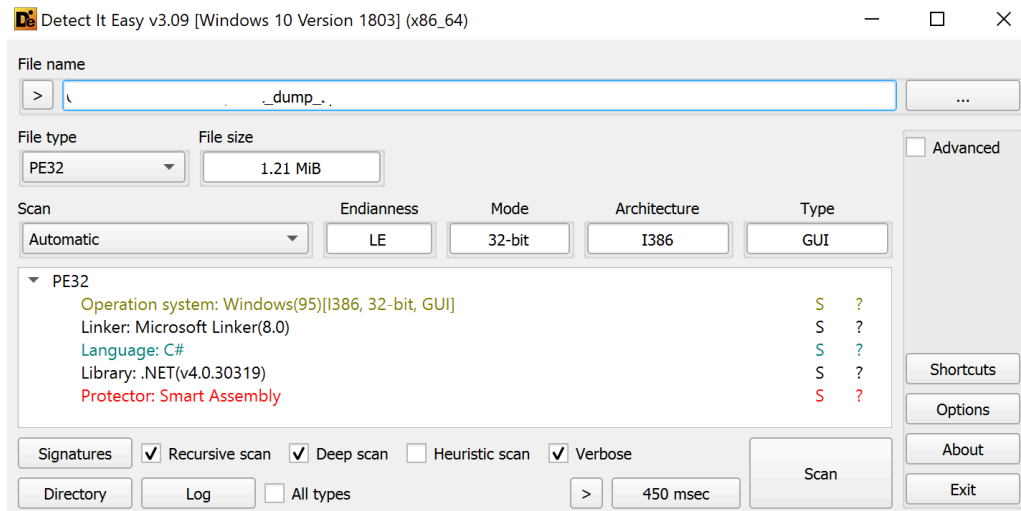 Detect It Easy v3.09 [Windows 10 Version 1803] (x86_64)
File name
> _dump_ ...
File type File size
PE32 1.21 MiB Advanced
Scan Endianness Mode Architecture Type
Automatic LE 32-bit I386 GUI
PE32
Operation system: Windows(95)[I386, 32-bit, GUI] S ?
Linker: Microsoft Linker(8.0) S ?
Language: C# S ?
Library: .NET(v4.0.30319) S ?
Protector: Smart Assembly S ?
Shortcuts
Options
Signatures Recursive scan Deep scan Heuristic scan Verbose Scan About
Directory Log All types > 450 msec Exit